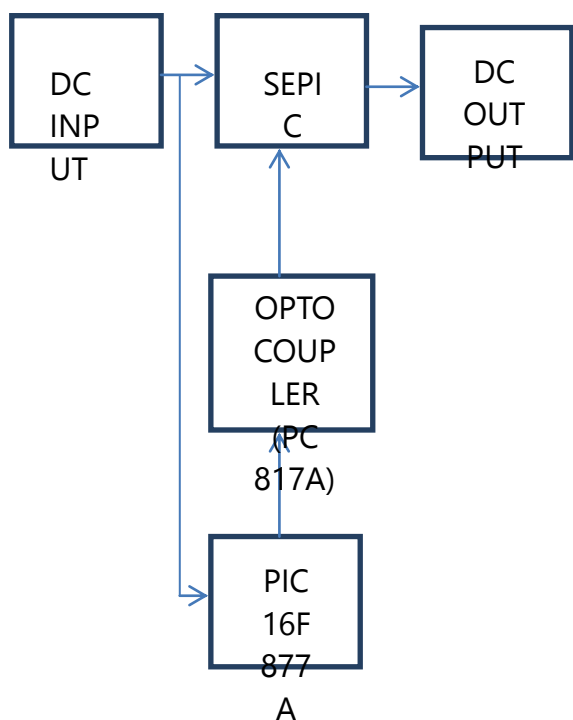 DC
INP
UT
SEPI
C
DC
OUT
PUT
OPTO
COUP
LER
(PC
817A)
PIC
16F
877
A